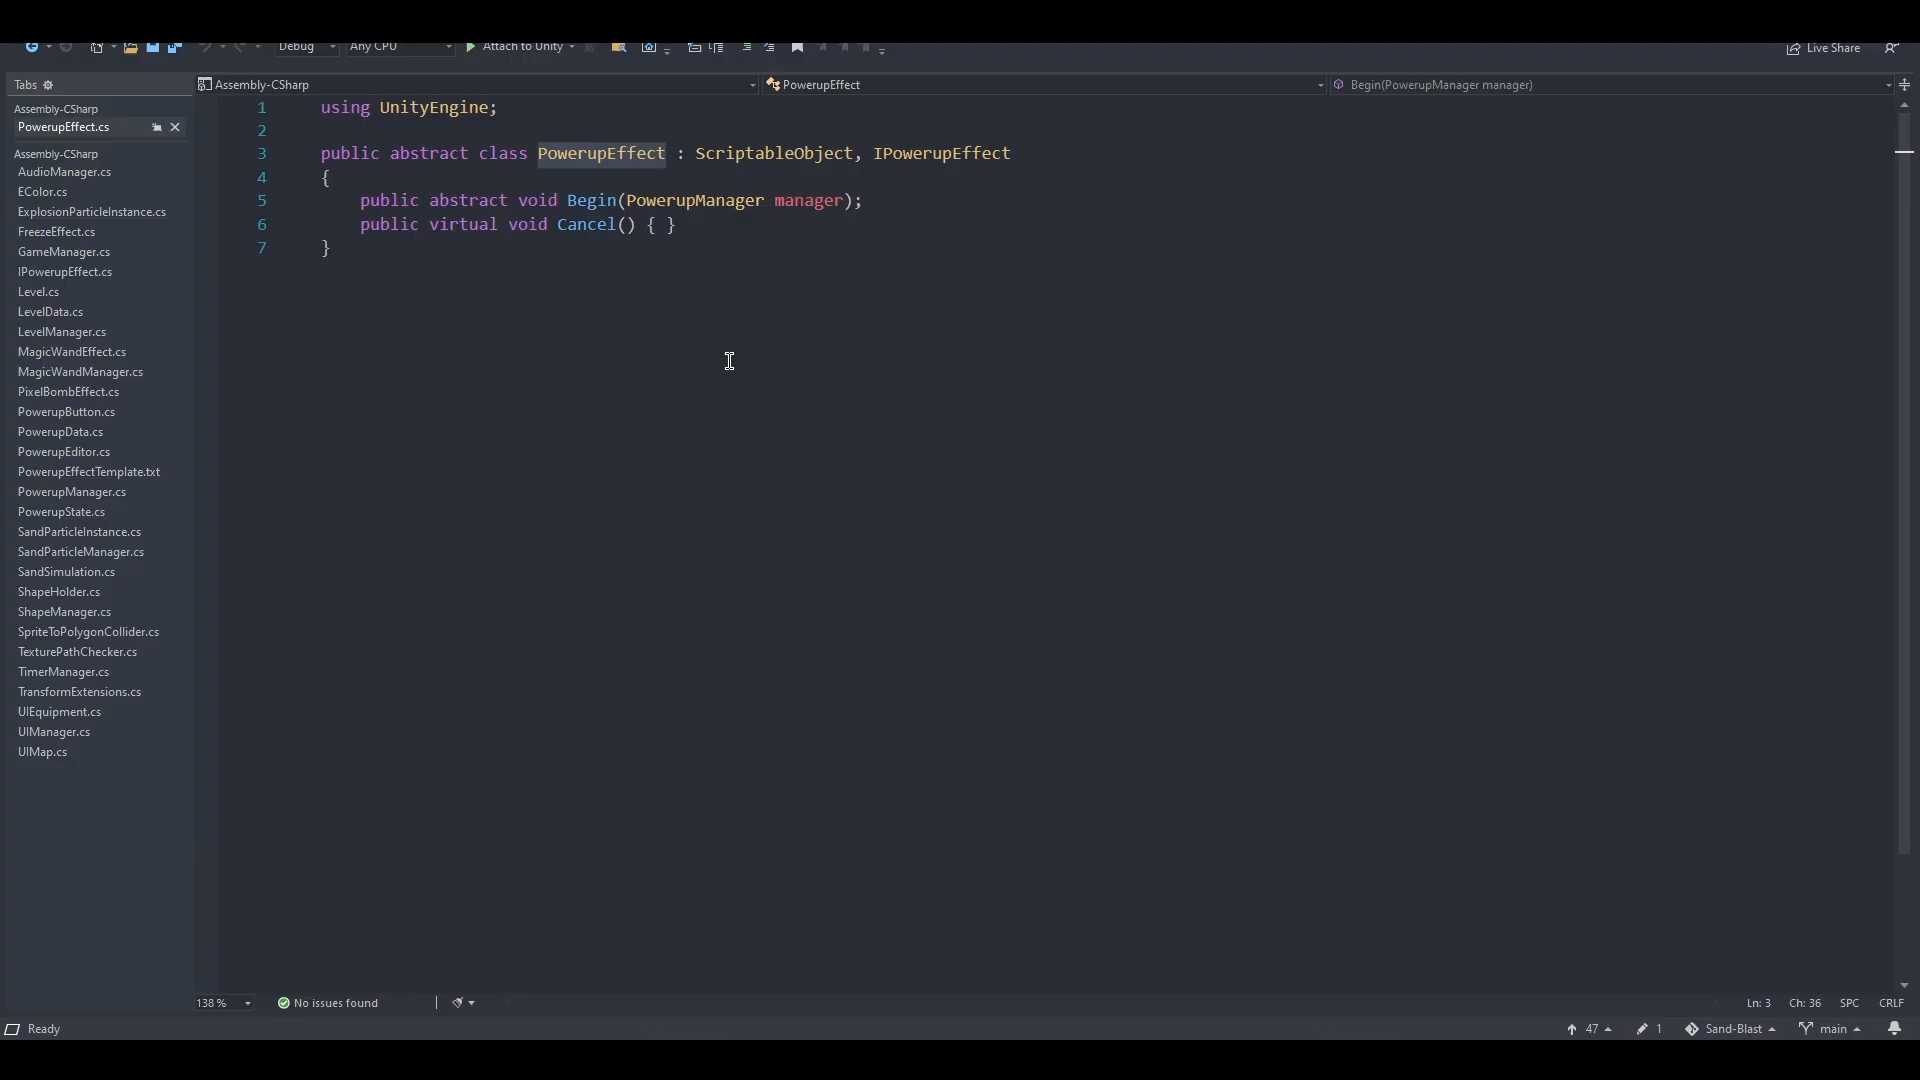 Debug Any CPU Attach to Unity Live Share
Tabs Assembly-CSharp PowerupEffect Begin(PowerupManager manager)
Assembly-CSharp
PowerupEffect.cs
Assembly-CSharp
AudioManager.cs
EColor.cs
ExplosionParticleInstance.cs
FreezeEffect.cs
GameManager.cs
IPowerupEffect.cs
Level.cs
LevelData.cs
LevelManager.cs
MagicWandEffect.cs
MagicWandManager.cs
PixelBombEffect.cs
PowerupButton.cs
PowerupData.cs
PowerupEditor.cs
PowerupEffectTemplate.txt
PowerupManager.cs
PowerupState.cs
SandParticleInstance.cs
SandParticleManager.cs
SandSimulation.cs
ShapeHolder.cs
ShapeManager.cs
SpriteToPolygonCollider.cs
TexturePathChecker.cs
TimerManager.cs
TransformExtensions.cs
UIEquipment.cs
UIManager.cs
UIMap.cs
1 using UnityEngine;
2
3 public abstract class PowerupEffect : ScriptableObject, IPowerupEffect
4 {
5 public abstract void Begin(PowerupManager manager);
6 public virtual void Cancel() { }
7 }
138 % No issues found Ln: 3 Ch: 36 SPC CRLF
Ready 47 1 Sand-Blast main